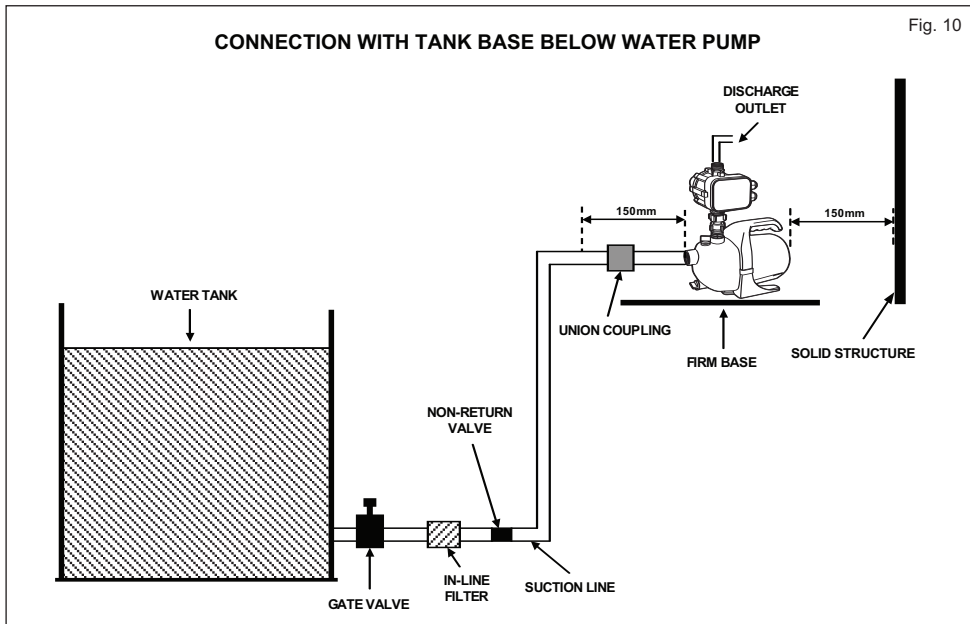 Fig. 10
CONNECTION WITH TANK BASE BELOW WATER PUMP
DISCHARGE
OUTLET
150mm
150mm
WATER TANK
UNION COUPLING
FIRM BASE
SOLID STRUCTURE
NON-RETURN
VALVE
GATE VALVE
IN-LINE
FILTER
SUCTION LINE